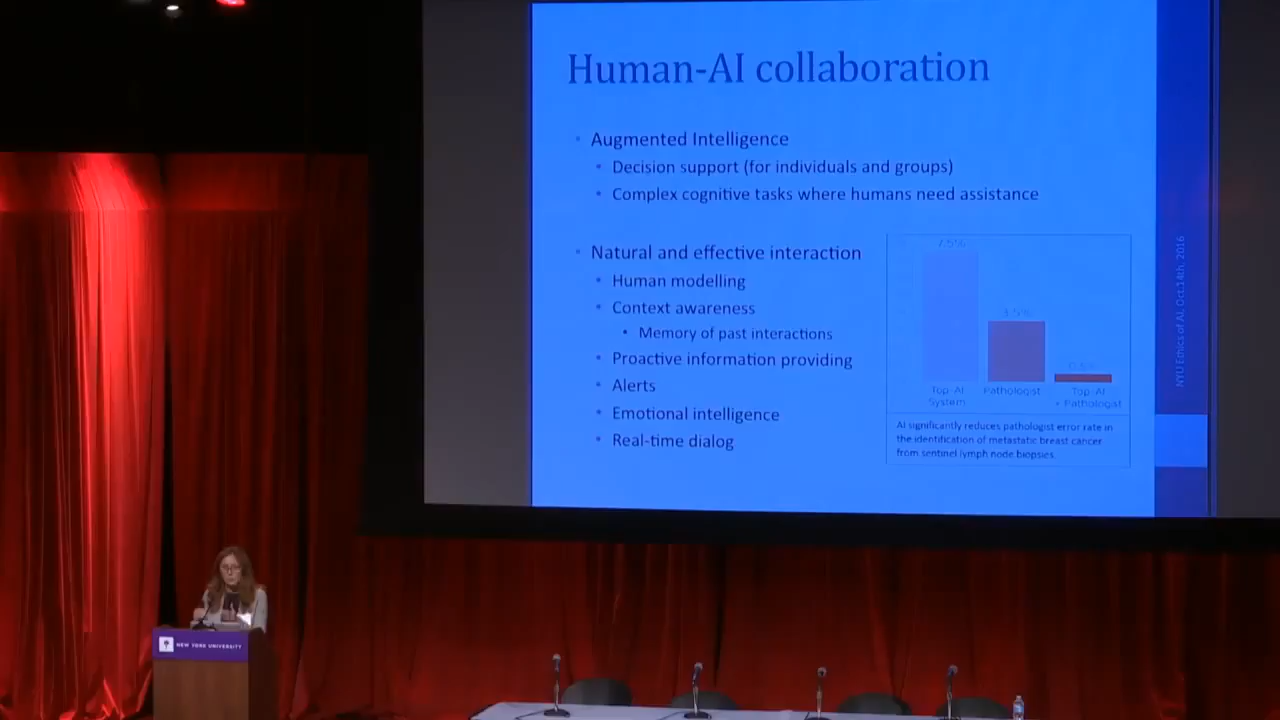 Human-AI collaboration
Augmented Intelligence
Decision support (for individuals and groups)
Complex cognitive tasks where humans need assistance
Natural and effective interaction
Human modelling
Context awareness
Memory of past interactions
Proactive information providing
Alerts
Emotional intelligence
Real-time dialog
7.5%
3.5%
Top-AI
System
Pathologist
Top-AI
+ Pathologist
AI significantly reduces pathologist error rate in
the identification of metastatic breast cancer
from sentinel lymph node biopsies.
NYU Ethics of AI, Oct.14th, 2016
NEW YORK UNIVERSITY